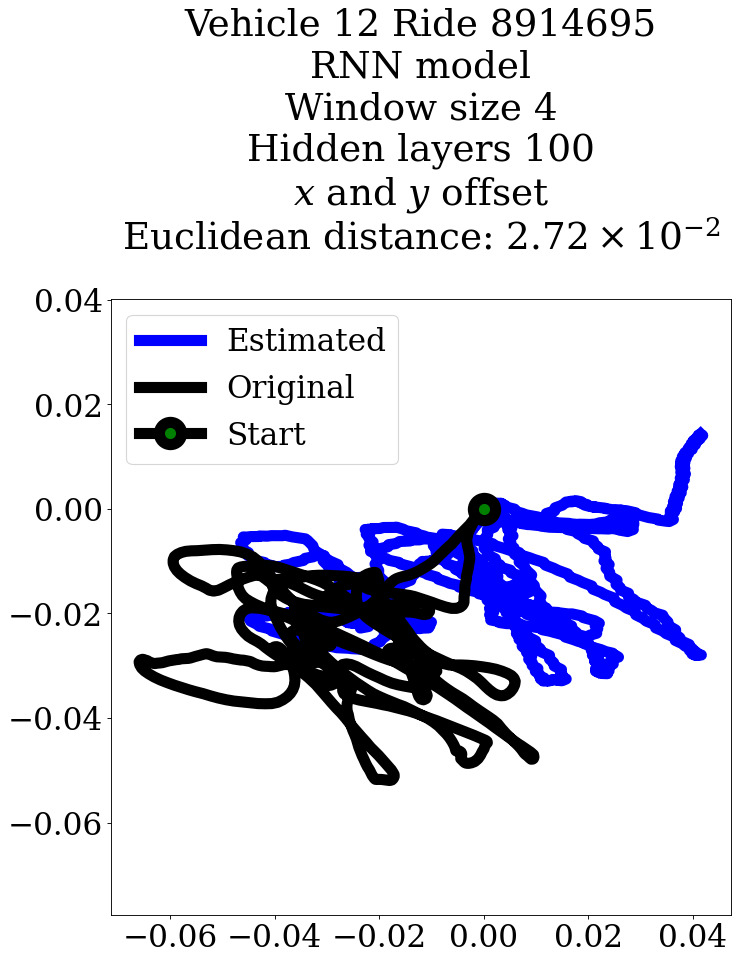 Vehicle 12 Ride 8914695
RNN model
Window size 4
Hidden layers 100
x and y offset
Euclidean distance: 2.72 × 10⁻²
Estimated
Original
Start
0.04
0.02
0.00
−0.02
−0.04
−0.06
−0.06 −0.04 −0.02 0.00 0.02 0.04